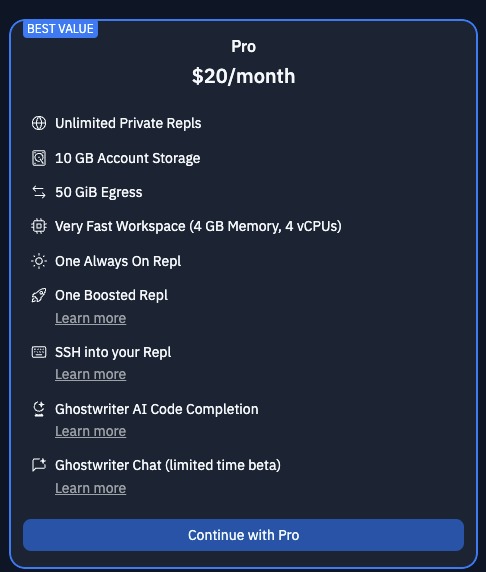 BEST VALUE
Pro
$20/month
Unlimited Private Repls
10 GB Account Storage
50 GiB Egress
Very Fast Workspace (4 GB Memory, 4 vCPUs)
One Always On Repl
One Boosted Repl
Learn more
SSH into your Repl
Learn more
Ghostwriter AI Code Completion
Learn more
Ghostwriter Chat (limited time beta)
Learn more
Continue with Pro